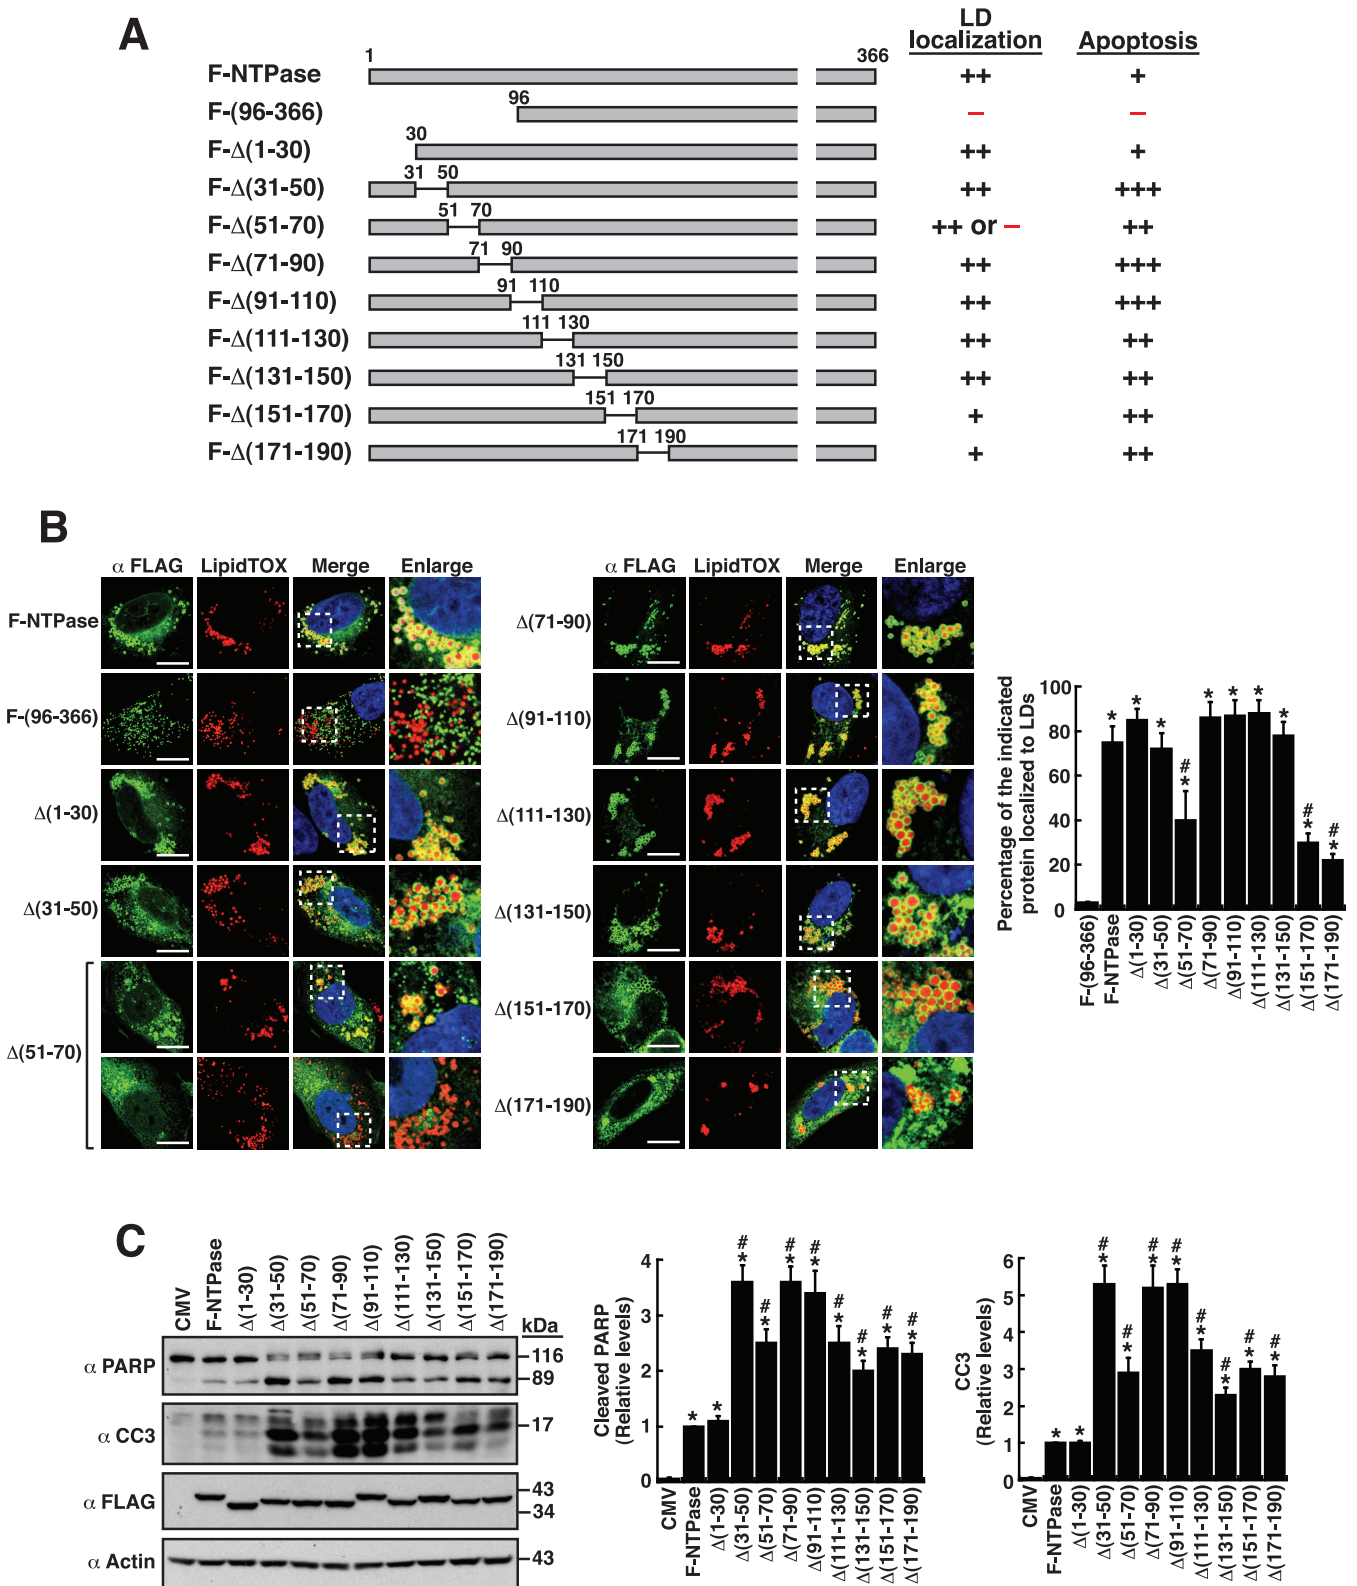 A
LD
localization
Apoptosis
1
366
F-NTPase
++
+
96
F-(96-366)
−
−
30
F-Δ(1-30)
++
+
31 50
F-Δ(31-50)
++
+++
51 70
F-Δ(51-70)
++ or −
++
71 90
F-Δ(71-90)
++
+++
91 110
F-Δ(91-110)
++
+++
111 130
F-Δ(111-130)
++
++
131 150
F-Δ(131-150)
++
++
151 170
F-Δ(151-170)
+
++
171 190
F-Δ(171-190)
+
++
B
α FLAG LipidTOX Merge Enlarge
F-NTPase
F-(96-366)
Δ(1-30)
Δ(31-50)
Δ(51-70)
α FLAG LipidTOX Merge Enlarge
Δ(71-90)
Δ(91-110)
Δ(111-130)
Δ(131-150)
Δ(151-170)
Δ(171-190)
Percentage of the indicated
protein localized to LDs
100
80
60
40
20
0
* * * # * * * * * # * # *
F-(96-366)
F-NTPase
Δ(1-30)
Δ(31-50)
Δ(51-70)
Δ(71-90)
Δ(91-110)
Δ(111-130)
Δ(131-150)
Δ(151-170)
Δ(171-190)
C
CMV
F-NTPase
Δ(1-30)
Δ(31-50)
Δ(51-70)
Δ(71-90)
Δ(91-110)
Δ(111-130)
Δ(131-150)
Δ(151-170)
Δ(171-190)
kDa
α PARP
116
89
α CC3
17
α FLAG
43
34
α Actin
43
Cleaved PARP
(Relative levels)
4
3
2
1
0
* * # * # * # * # * # * # * # * # *
CMV
F-NTPase
Δ(1-30)
Δ(31-50)
Δ(51-70)
Δ(71-90)
Δ(91-110)
Δ(111-130)
Δ(131-150)
Δ(151-170)
Δ(171-190)
CC3
(Relative levels)
6
5
4
3
2
1
0
* * # * # * # * # * # * # * # * # *
CMV
F-NTPase
Δ(1-30)
Δ(31-50)
Δ(51-70)
Δ(71-90)
Δ(91-110)
Δ(111-130)
Δ(131-150)
Δ(151-170)
Δ(171-190)